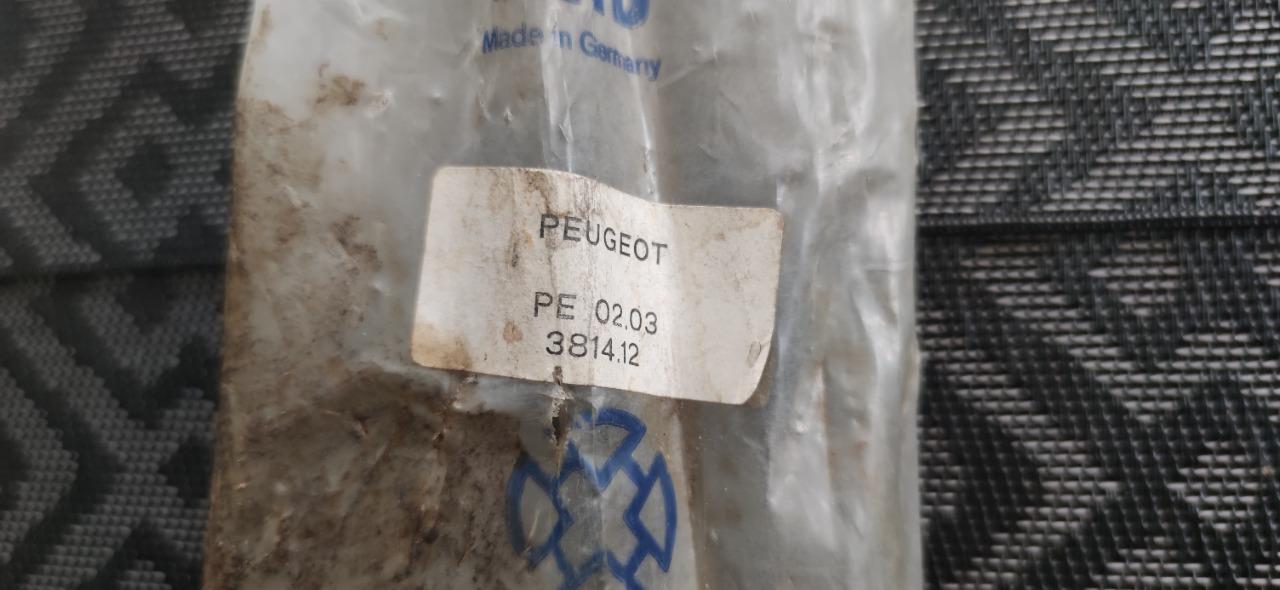 Made in Germany
PEUGEOT
PE 02.03
3814.12